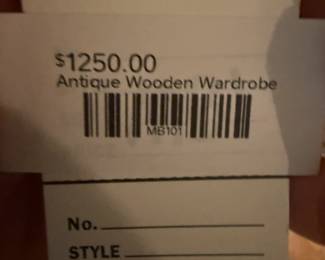 $1250.00
Antique Wooden Wardrobe
MB101
No.
STYLE